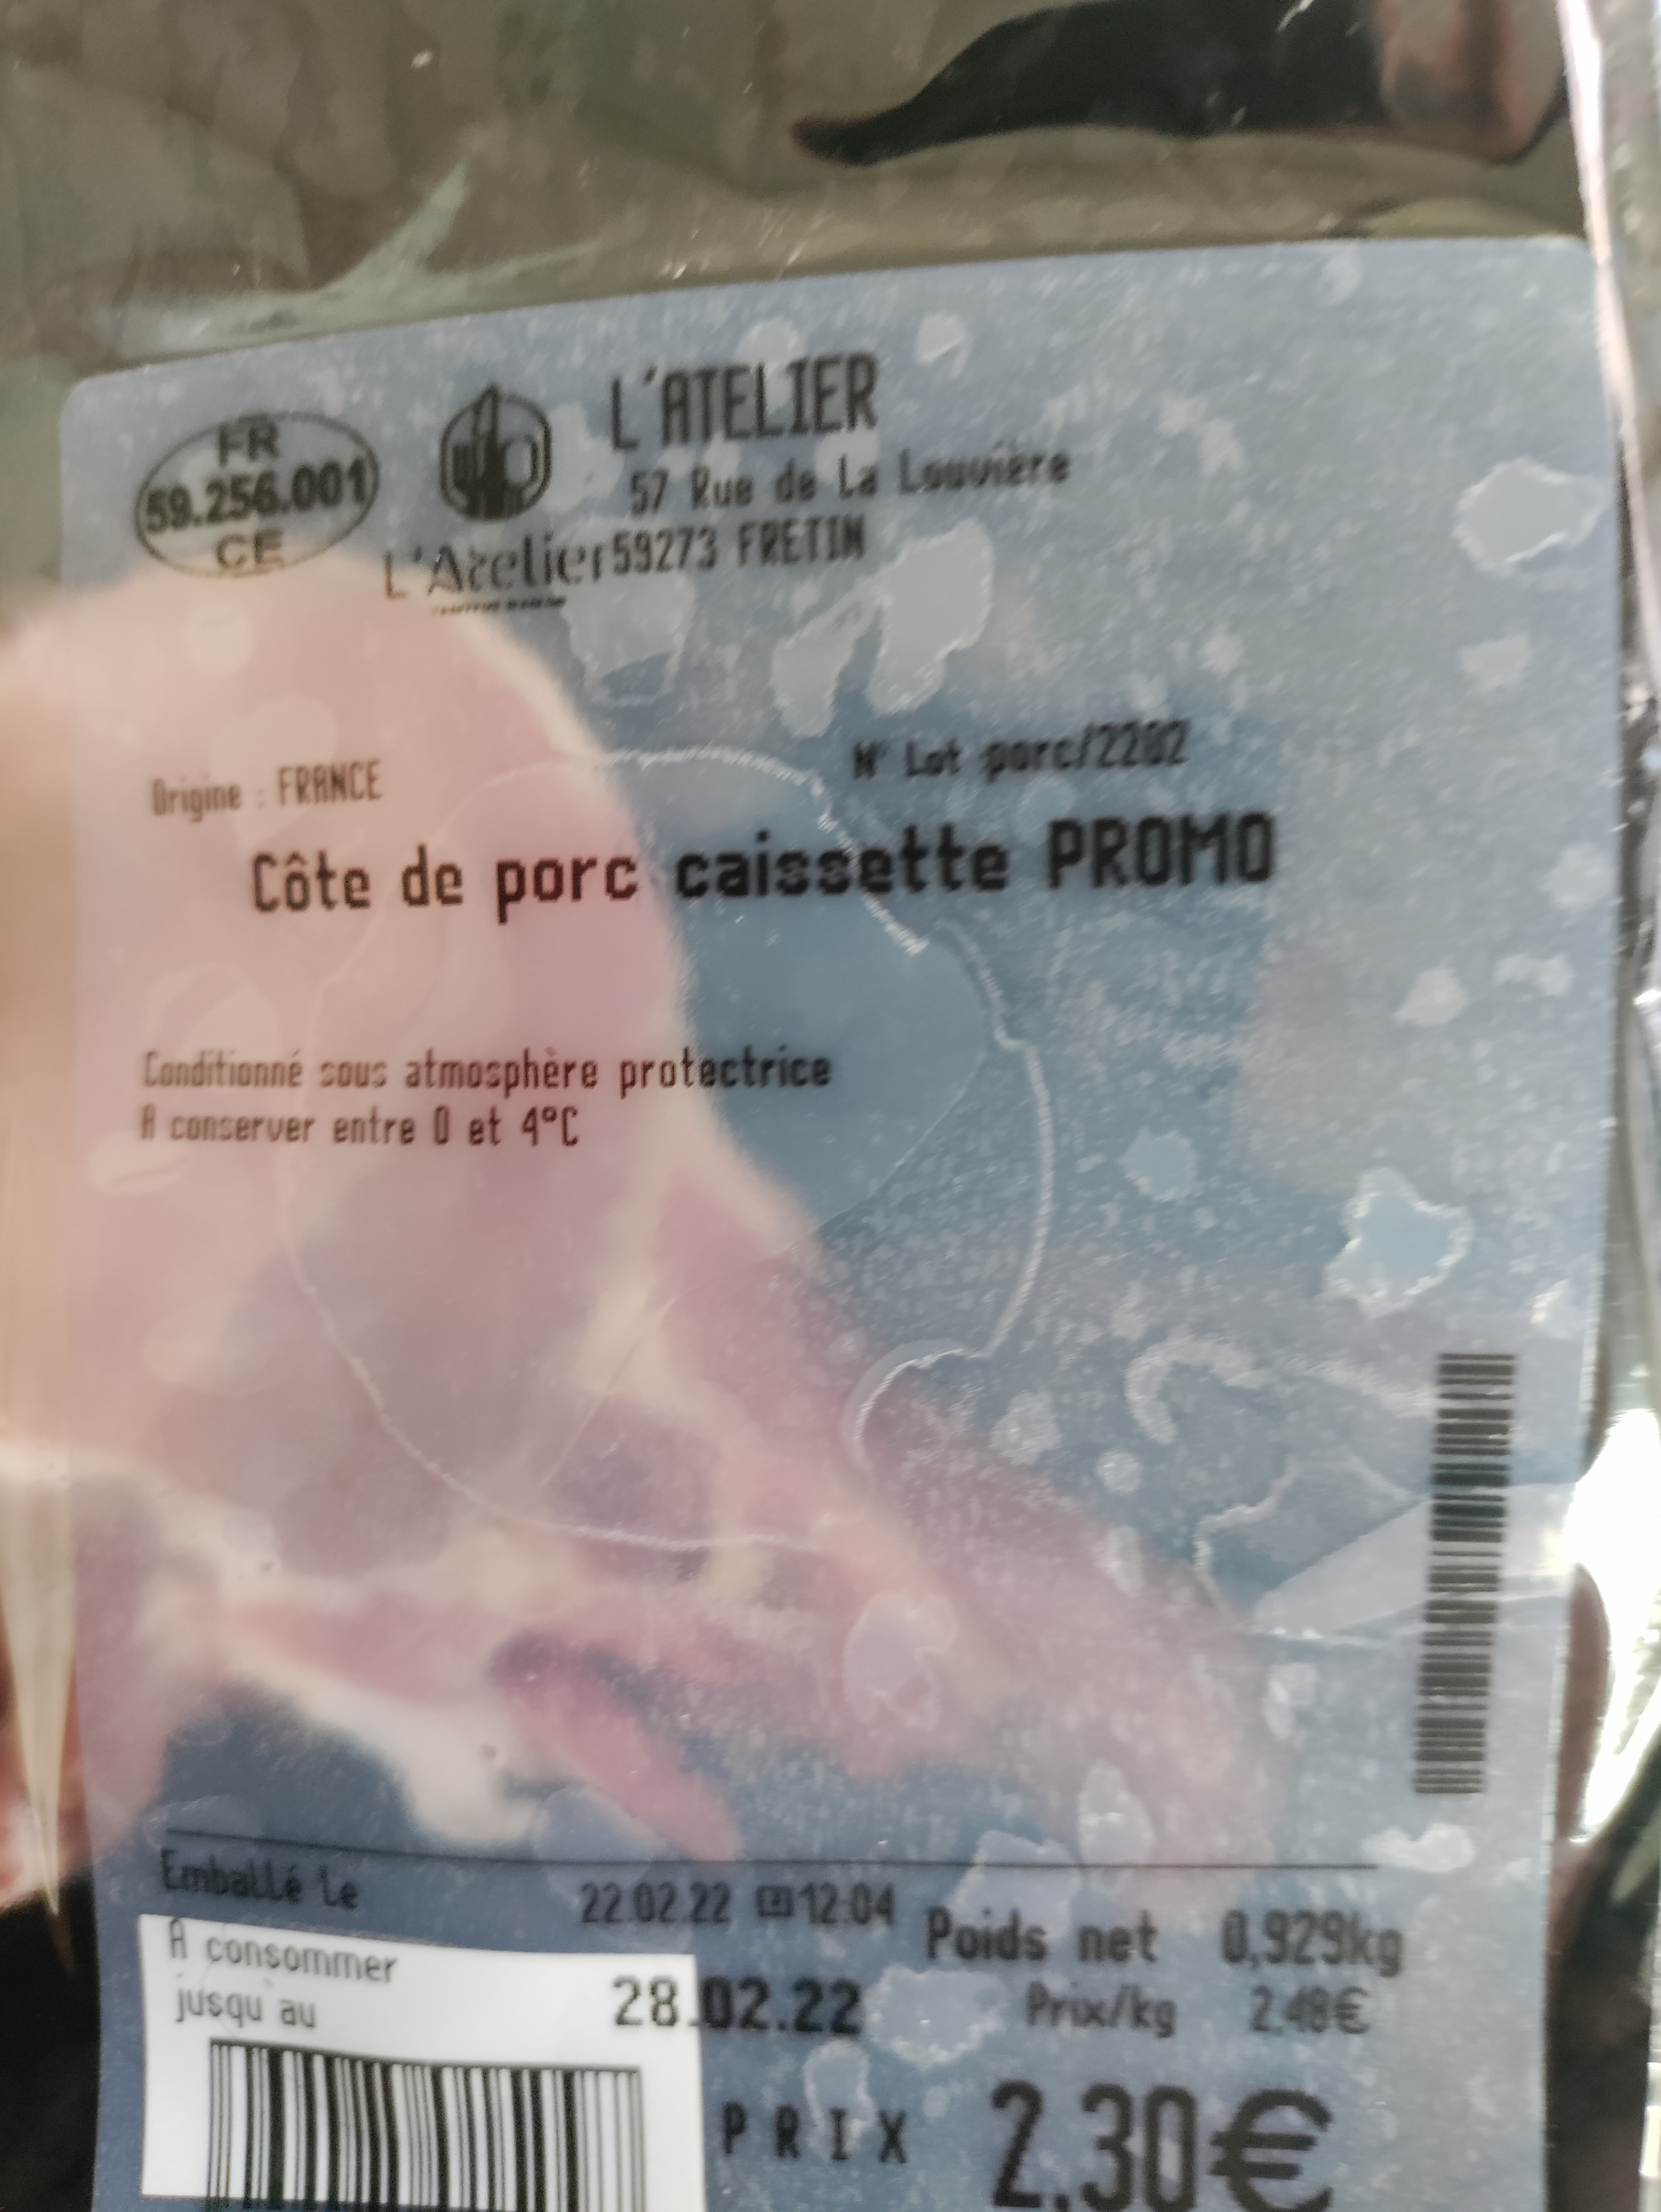 FR
59.256.001
CE
L'ATELIER
57 Rue de La Louvière
59273 FRETIN
L'Atelier
Origine : FRANCE
N° Lot porc/2202
Côte de porc caissette PROMO
Conditionné sous atmosphère protectrice
A conserver entre 0 et 4°C
Emballé le 22.02.22 12:04
Poids net 0,929kg
A consommer
jusqu'au 28.02.22
Prix/kg 2.48€
PRIX 2,30€